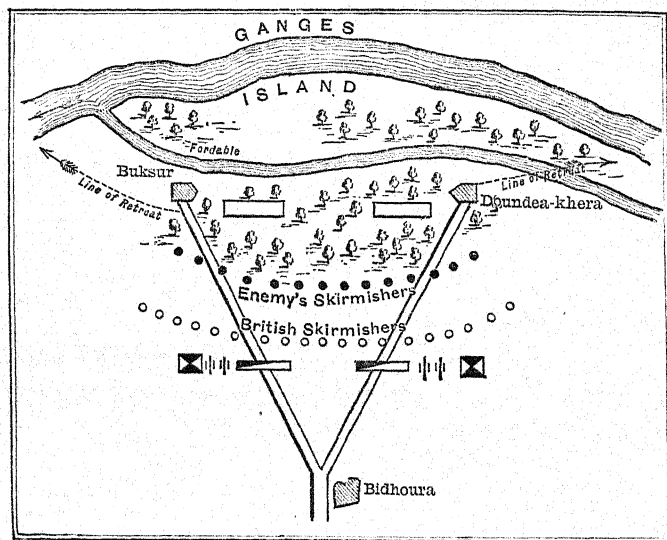 GANGES
ISLAND
Fordable
Buksur
Line of Retreat
Line of Retreat
Doundea-khera
Enemy's Skirmishers
British Skirmishers
Bidhoura